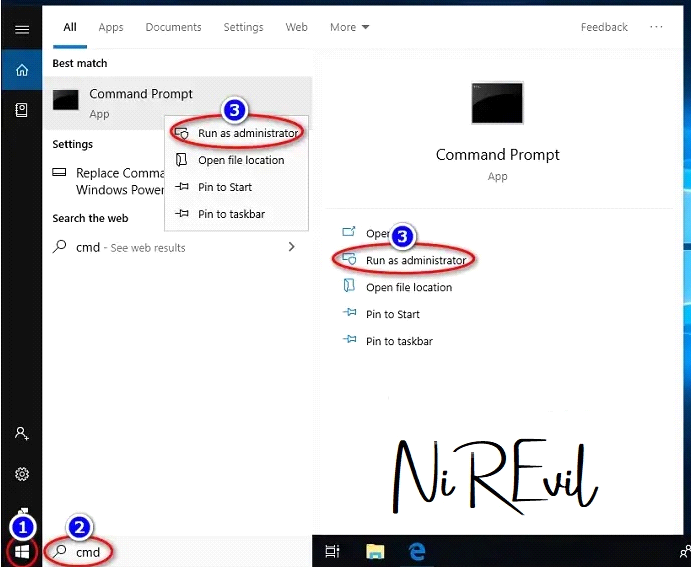 All Apps Documents Settings Web More Feedback ...
Best match
Command Prompt
App
3
Run as administrator
Open file location
Pin to Start
Pin to taskbar
Settings
Replace Comma
Windows Power
Search the web
cmd - See web results
Command Prompt
App
Open
3
Run as administrator
Open file location
Pin to Start
Pin to taskbar
NiREvil
1
2
cmd